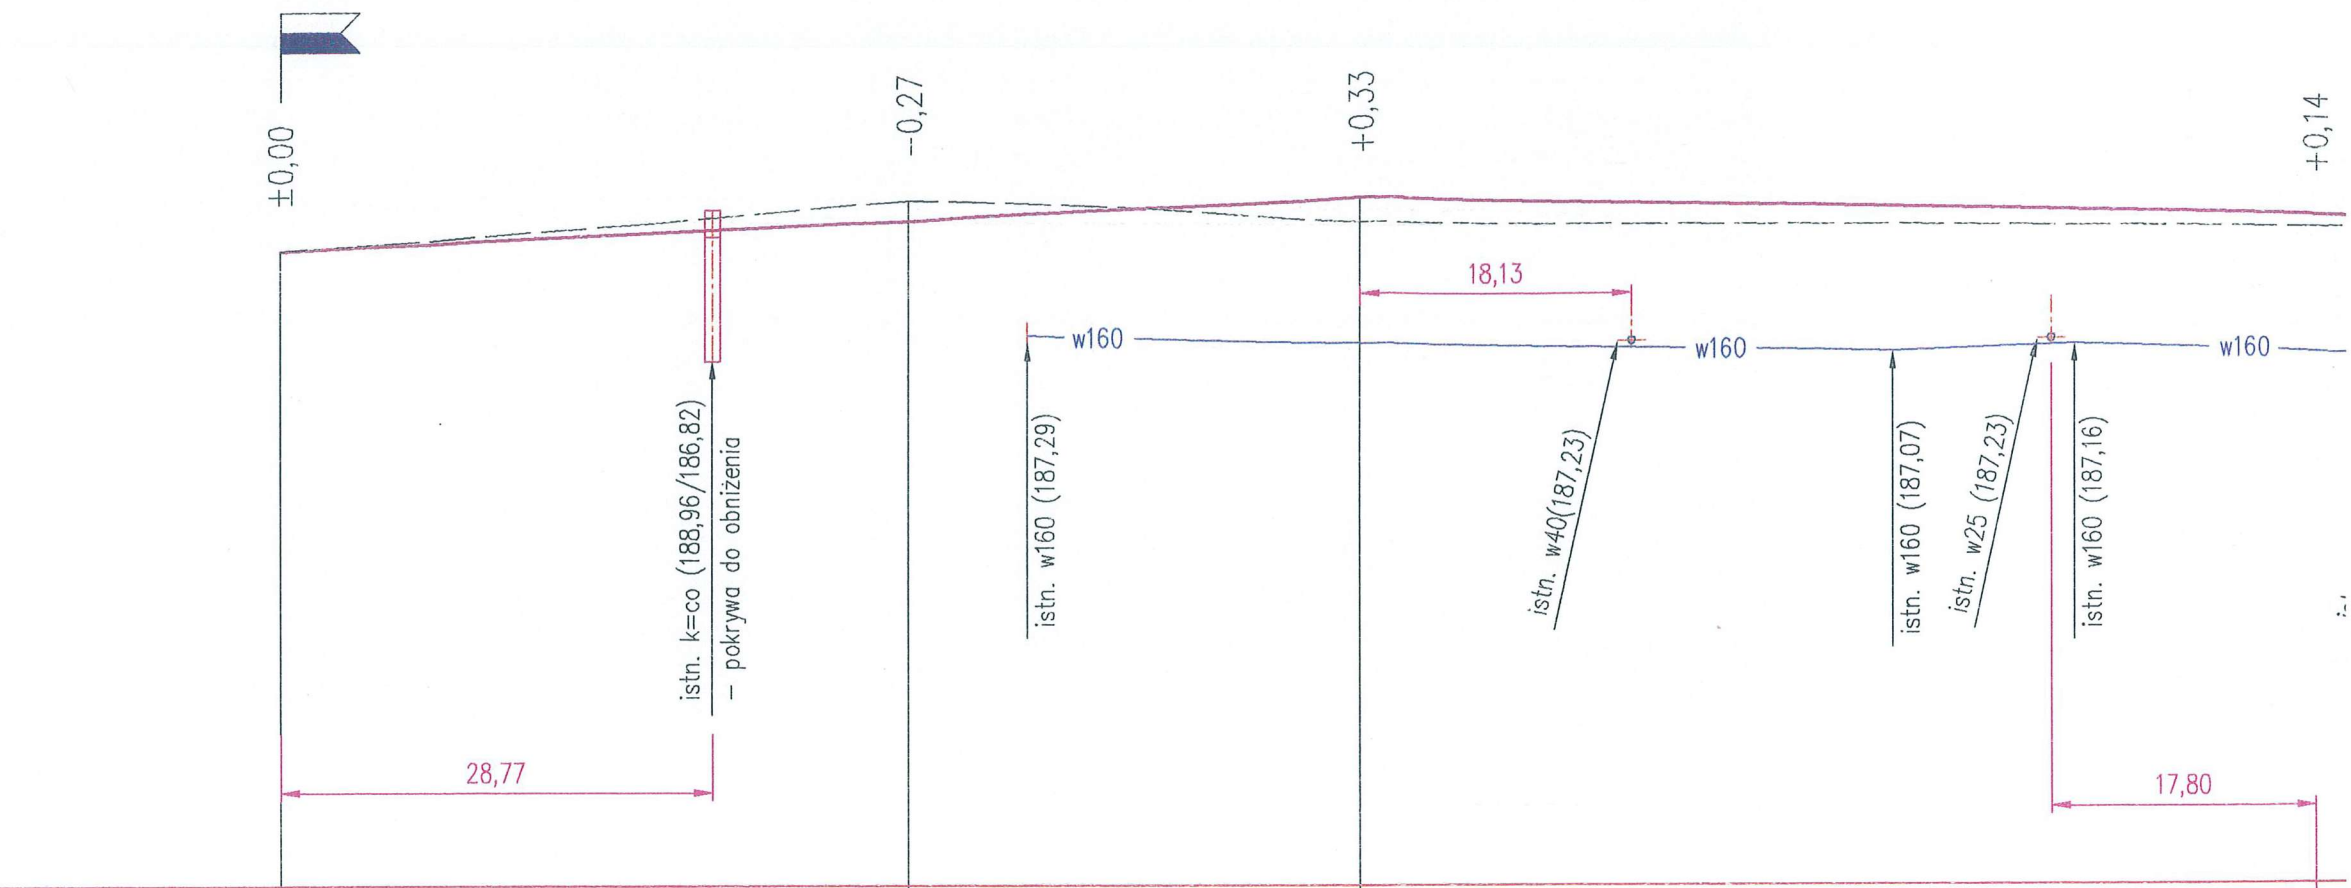 ±0,00
-0,27
+0,33
+0,14
18,13
w160
w160
w160
istn. k=co (188,96/186,82)
- pokrywa do obniżenia
istn. w160 (187,29)
istn. w40(187,23)
istn. w160 (187,07)
istn. w25 (187,23)
istn. w160 (187,16)
28,77
17,80